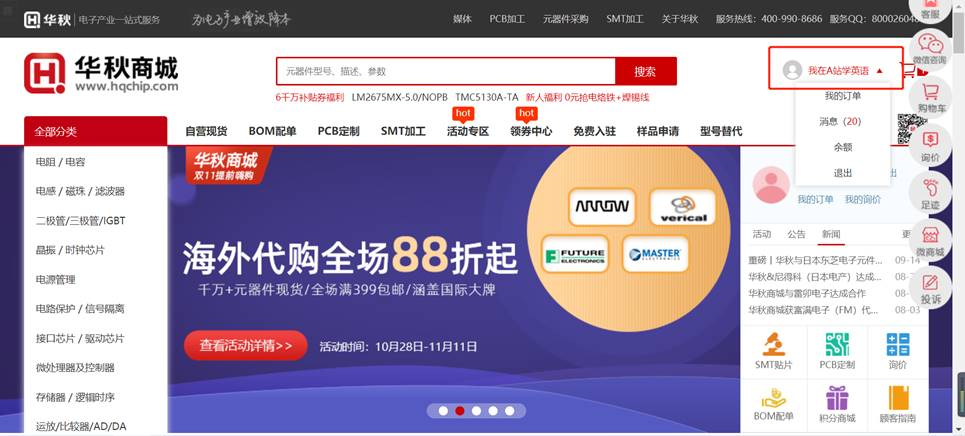 华秋 电子产业一站式服务 为电子产业增效降本
媒体 PCB加工 元器件采购 SMT加工 关于华秋 服务热线：400-990-8686 服务QQ：800026048
客服
华秋商城
www.hqchip.com
元器件型号、描述、参数 搜索
6千万补贴券福利 LM2675MX-5.0/NOPB TMC5130A-TA 新人福利 0元抢电烙铁+焊锡线
我在A站学英语
微信咨询
我的订单
消息（20）
余额
退出
购物车
询价
足迹
微商城
投诉
hot hot
全部分类 自营现货 BOM配单 PCB定制 SMT加工 活动专区 领券中心 免费入驻 样品申请 型号替代
电阻 / 电容
电感 / 磁珠 / 滤波器
二极管/三极管/IGBT
晶振 / 时钟芯片
电源管理
电路保护 / 信号隔离
接口芯片 / 驱动芯片
微处理器及控制器
存储器 / 逻辑时序
运放/比较器/AD/DA
华秋商城
双11提前嗨购
海外代购全场88折起
千万+元器件现货/全场满399包邮/涵盖国际大牌
查看活动详情>> 活动时间：10月28日-11月11日
ARROW
verical
FUTURE
ELECTRONICS
MASTER
我的订单 我的询价
活动 公告 新闻
重磅丨华秋与日本东芝电子元件... 09-14
华秋&尼得科（日本电产）达成...
华秋商城与雷卯电子达成合作
华秋商城获富满电子（FM）代... 08-03
SMT贴片 PCB定制 询价
BOM配单 积分商城 顾客指南